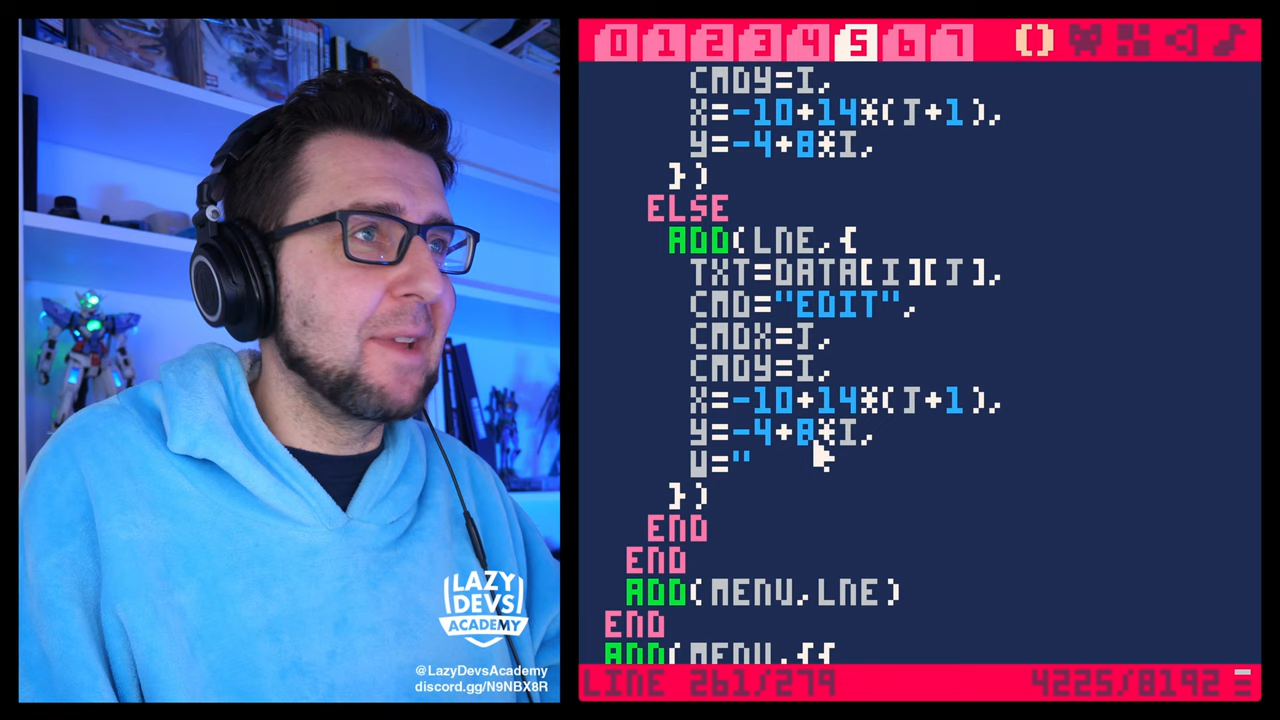 0 1 2 3 4 5 6 7 ()
CMDY=I,
X=-10+14*(J+1),
Y=-4+8*I,
})
ELSE
ADD(LNE,{
TXT=DATA[I][J],
CMD="EDIT",
CMDX=J,
CMDY=I,
X=-10+14*(J+1),
Y=-4+8*I,
W="
})
END
END
ADD(MENU,LNE)
END
ADD(MENU,{{
LINE 261/279 4225/8192
LAZY
DEVS
ACADEMY
@LazyDevsAcademy
discord.gg/N9NBX8R